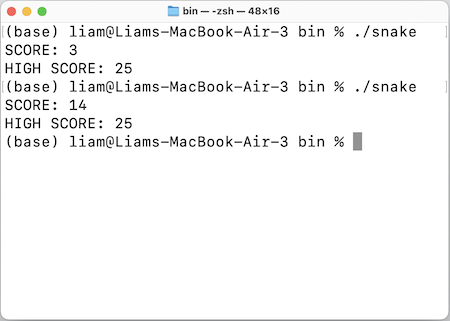 bin — -zsh — 48×16
(base) liam@Liams-MacBook-Air-3 bin % ./snake
SCORE: 3
HIGH SCORE: 25
(base) liam@Liams-MacBook-Air-3 bin % ./snake
SCORE: 14
HIGH SCORE: 25
(base) liam@Liams-MacBook-Air-3 bin %